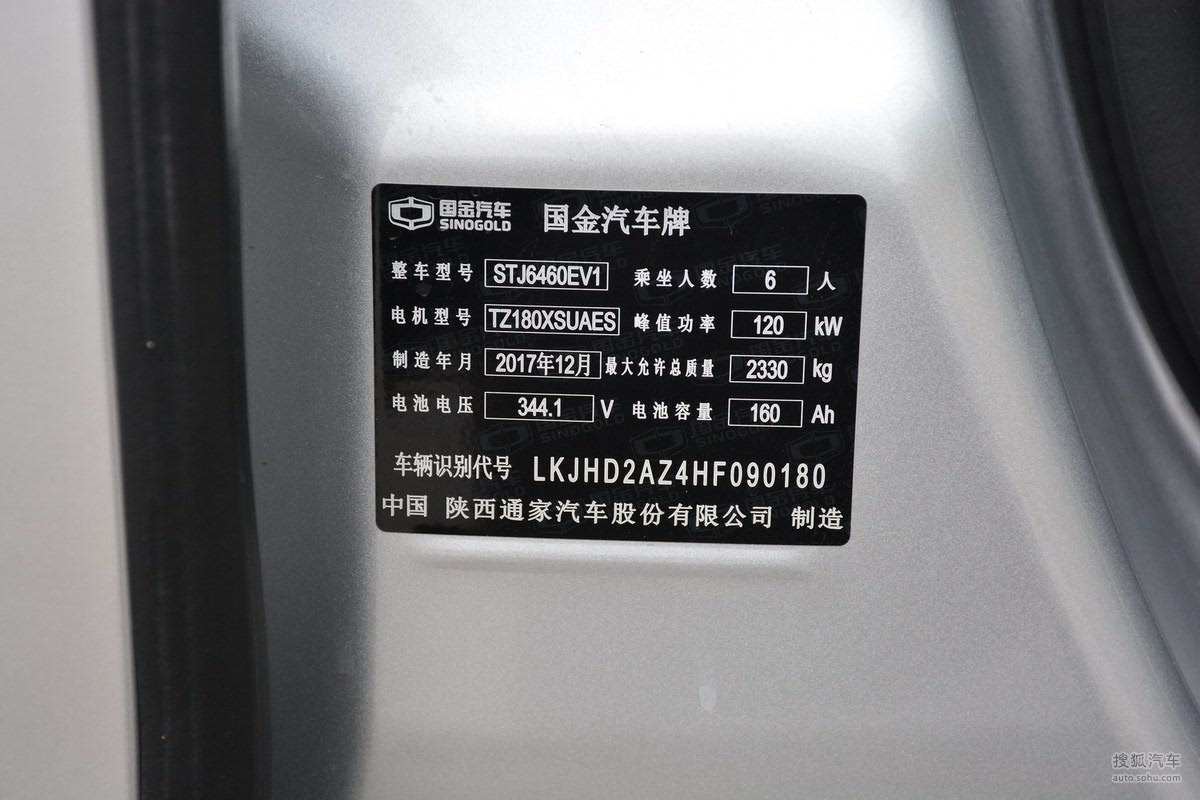 国金汽车 SINOGOLD 国金汽车牌
整车型号 STJ6460EV1 乘坐人数 6 人
电机型号 TZ180XSUAES 峰值功率 120 kW
制造年月 2017年12月 最大允许总质量 2330 kg
电池电压 344.1 V 电池容量 160 Ah
车辆识别代号 LKJHD2AZ4HF090180
中国 陕西通家汽车股份有限公司 制造
搜狐汽车
auto.sohu.com